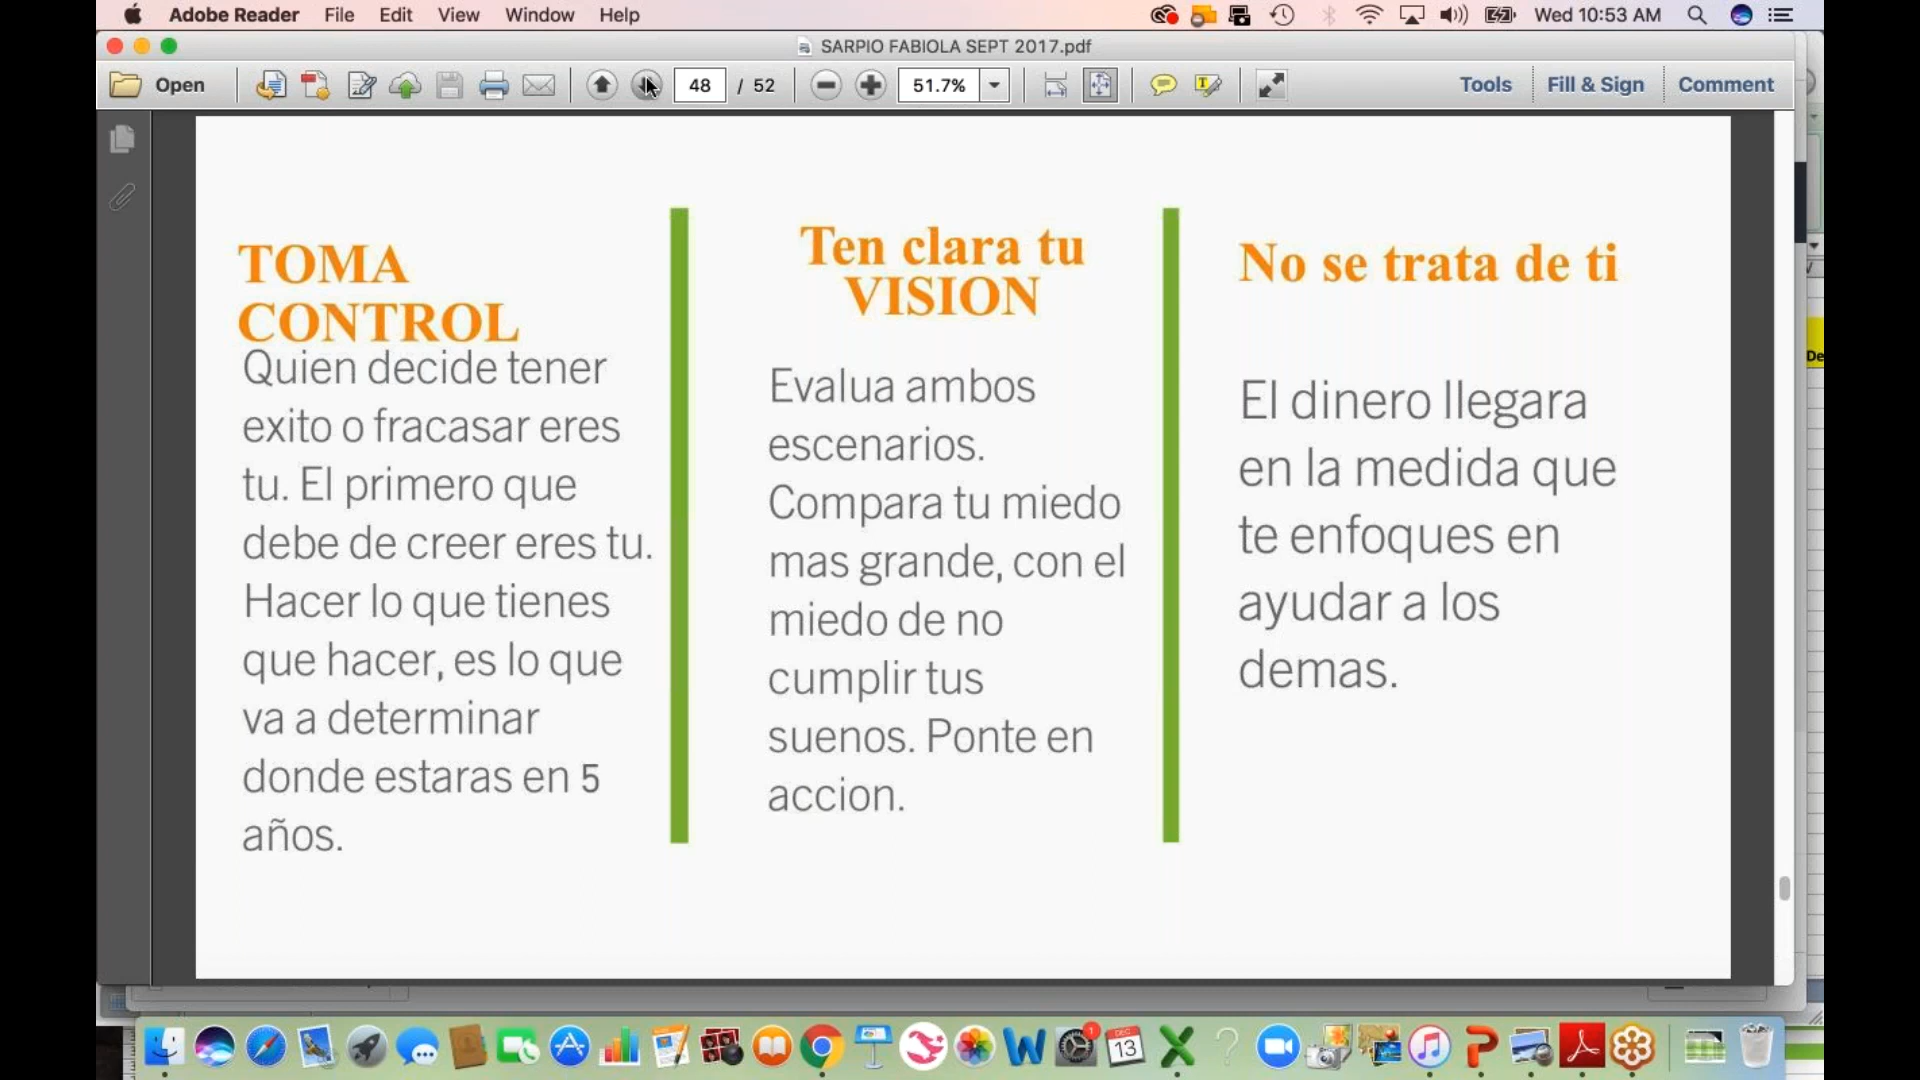 Adobe Reader File Edit View Window Help
Wed 10:53 AM
SARPIO FABIOLA SEPT 2017.pdf
Open
48 / 52
51.7%
Tools Fill & Sign Comment
TOMA
CONTROL
Quien decide tener
exito o fracasar eres
tu. El primero que
debe de creer eres tu.
Hacer lo que tienes
que hacer, es lo que
va a determinar
donde estaras en 5
años.
Ten clara tu
VISION
Evalua ambos
escenarios.
Compara tu miedo
mas grande, con el
miedo de no
cumplir tus
suenos. Ponte en
accion.
No se trata de ti
El dinero llegara
en la medida que
te enfoques en
ayudar a los
demas.
De
DEC
13
1